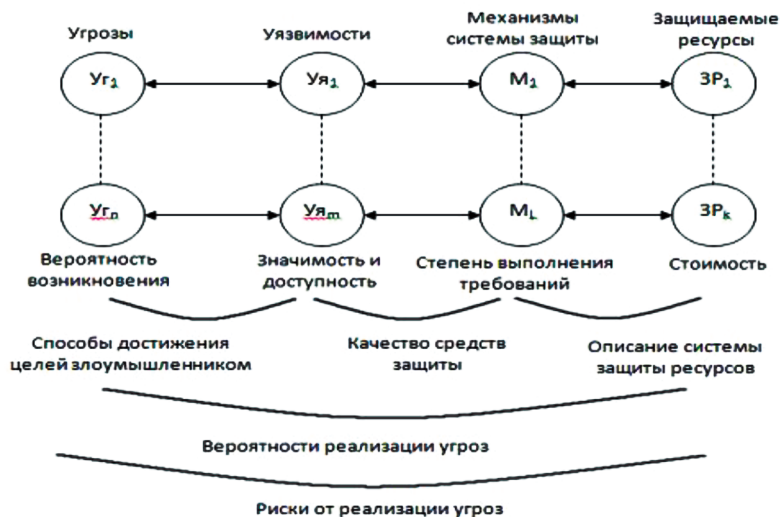 Угрозы
Уязвимости
Механизмы
системы защиты
Защищаемые
ресурсы
Уг₁
Уя₁
М₁
ЗР₁
Угₙ
Уяₘ
М_L
ЗРₖ
Вероятность
возникновения
Значимость и
доступность
Степень выполнения
требований
Стоимость
Способы достижения
целей злоумышленником
Качество средств
защиты
Описание системы
защиты ресурсов
Вероятности реализации угроз
Риски от реализации угроз